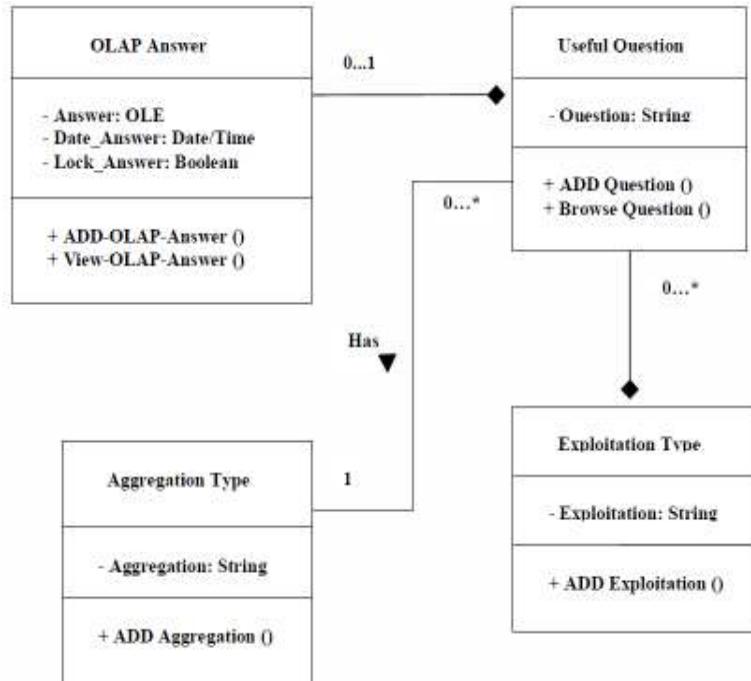 OLAP Answer
- Answer: OLE
- Date_Answer: Date/Time
- Lock_Answer: Boolean
+ ADD-OLAP-Answer ()
+ View-OLAP-Answer ()
0...1
Useful Question
- Question: String
+ ADD Question ()
+ Browse Question ()
0...*
0...*
Has
1
Aggregation Type
- Aggregation: String
+ ADD Aggregation ()
Exploitation Type
- Exploitation: String
+ ADD Exploitation ()